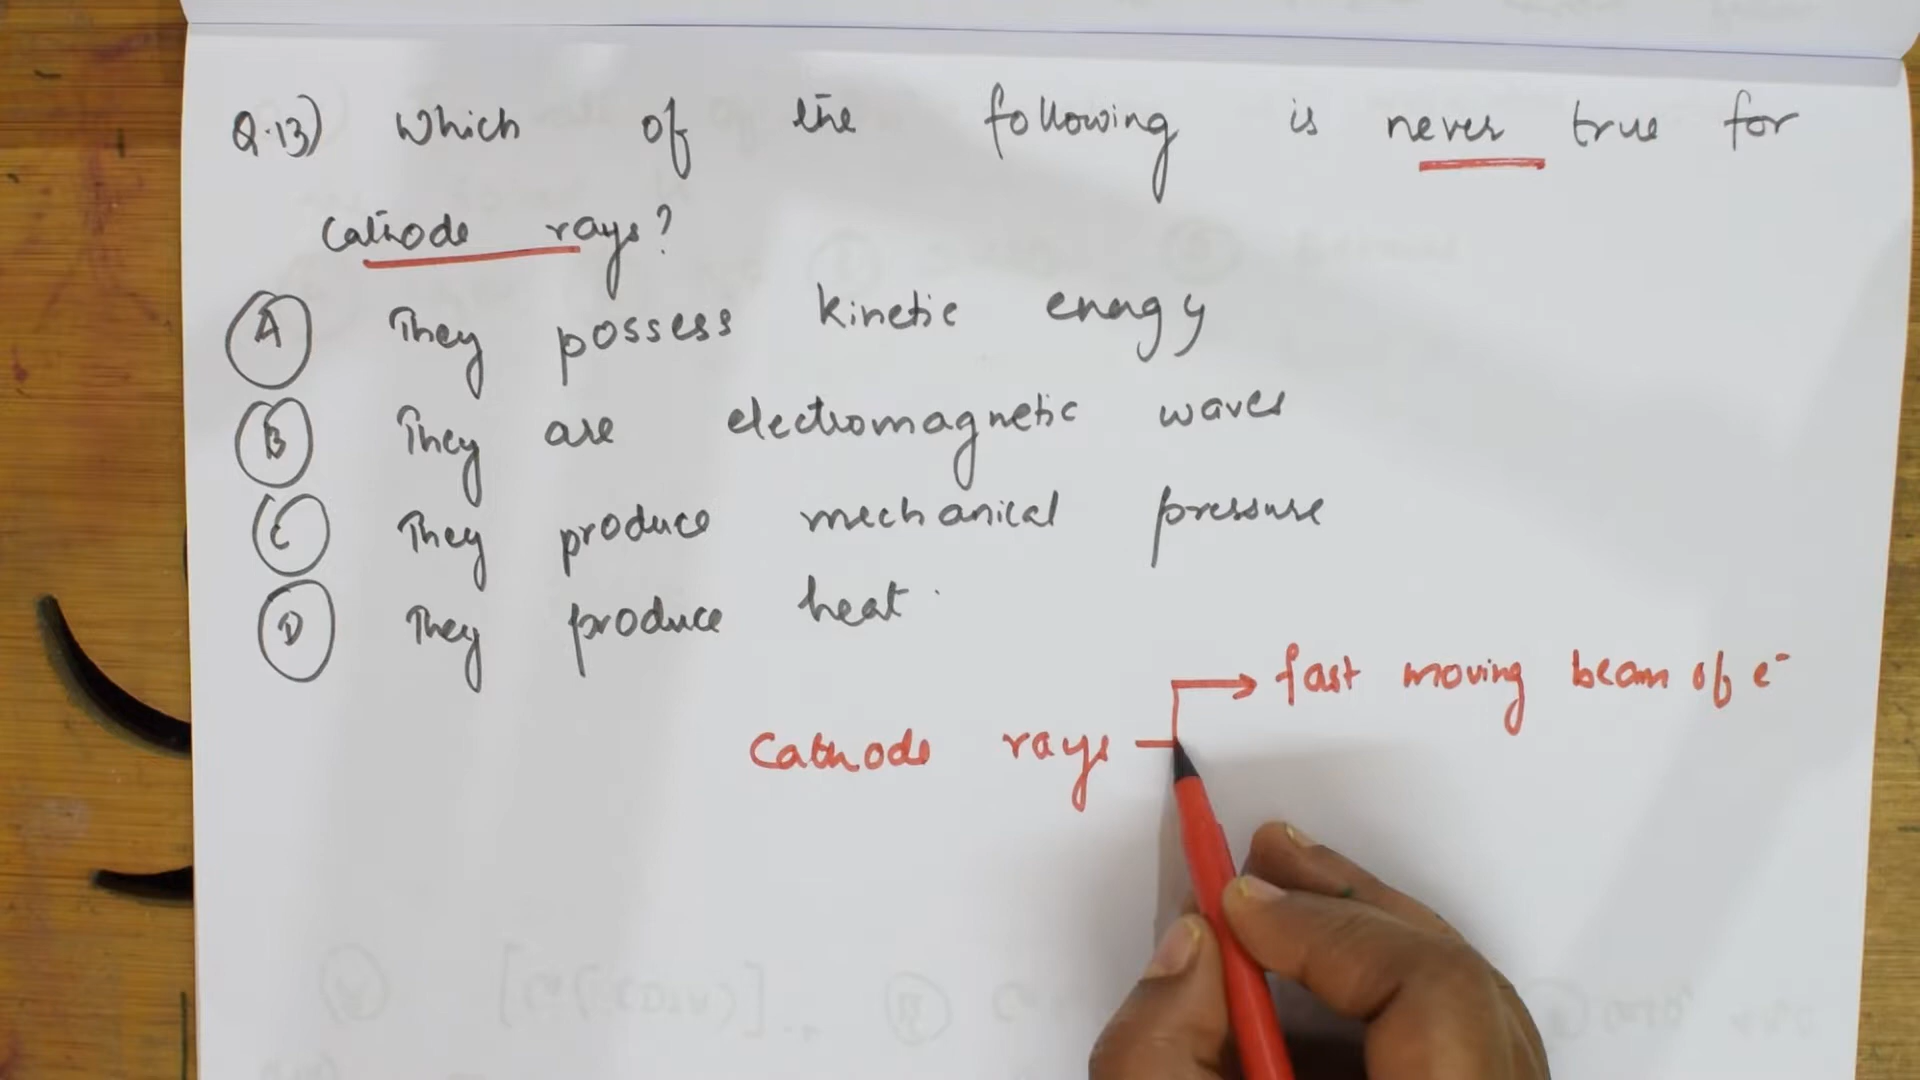 Q.13) Which of the following is never true for
Cathode rays?
A They possess kinetic energy
B They are electromagnetic waves
C They produce mechanical pressure
D They produce heat.
fast moving beam of e-
Cathode rays